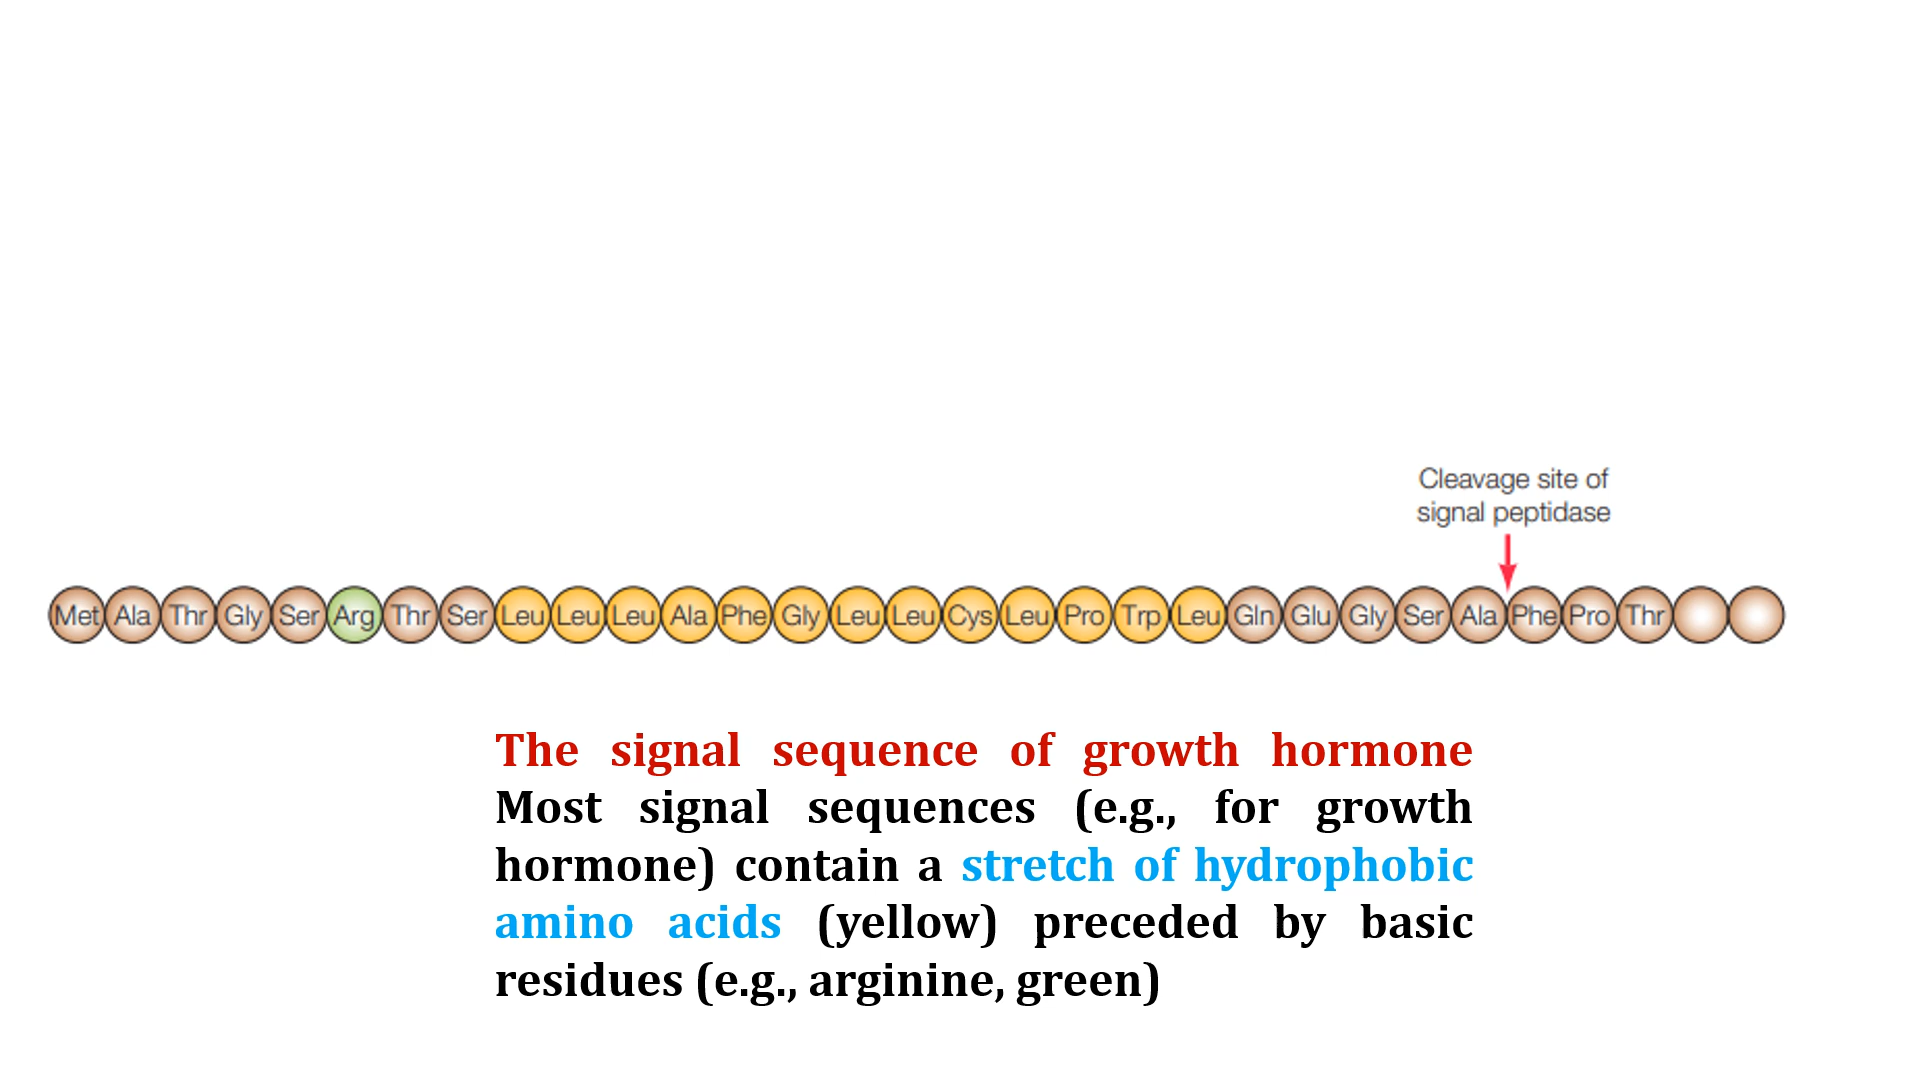 Cleavage site of
signal peptidase
Met Ala Thr Gly Ser Arg Thr Ser Leu Leu Leu Ala Phe Gly Leu Leu Cys Leu Pro Trp Leu Gln Glu Gly Ser Ala Phe Pro Thr
The signal sequence of growth hormone
Most signal sequences (e.g., for growth
hormone) contain a stretch of hydrophobic
amino acids (yellow) preceded by basic
residues (e.g., arginine, green)